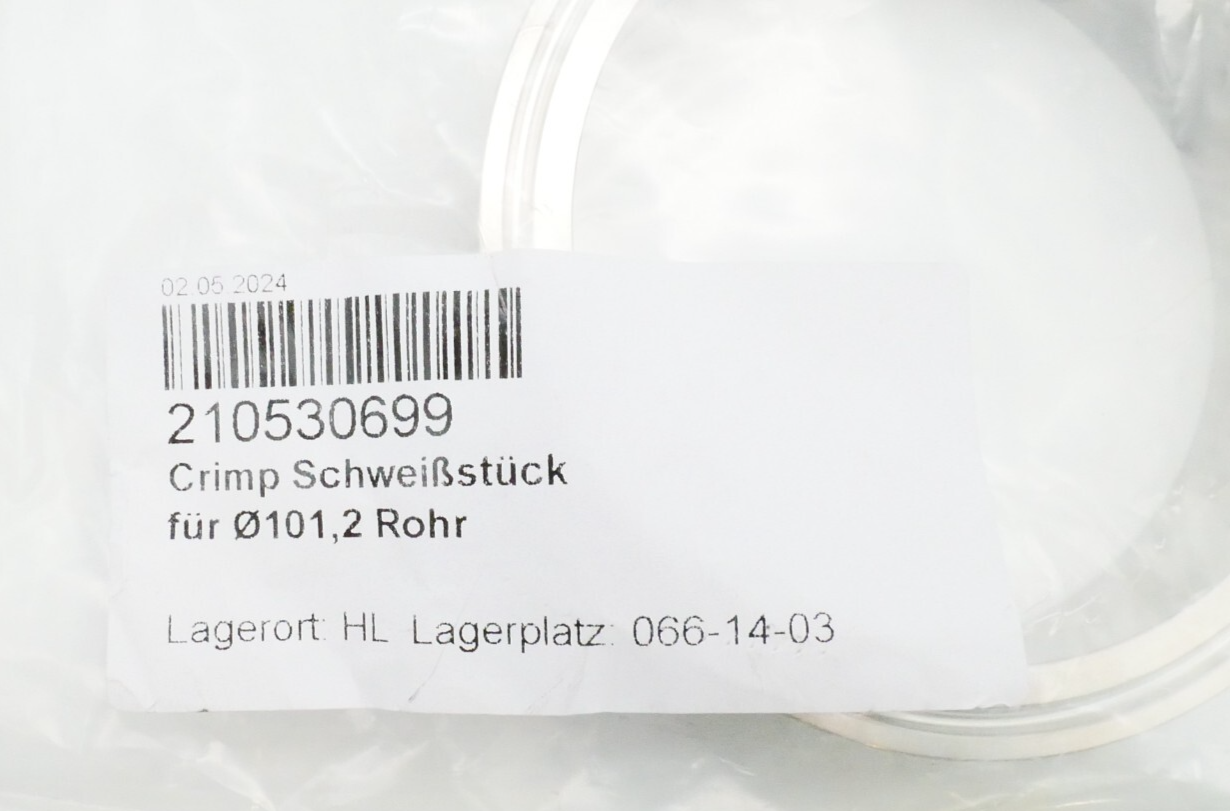 02.05.2024
210530699
Crimp Schweißstück
für Ø101,2 Rohr
Lagerort: HL Lagerplatz: 066-14-03